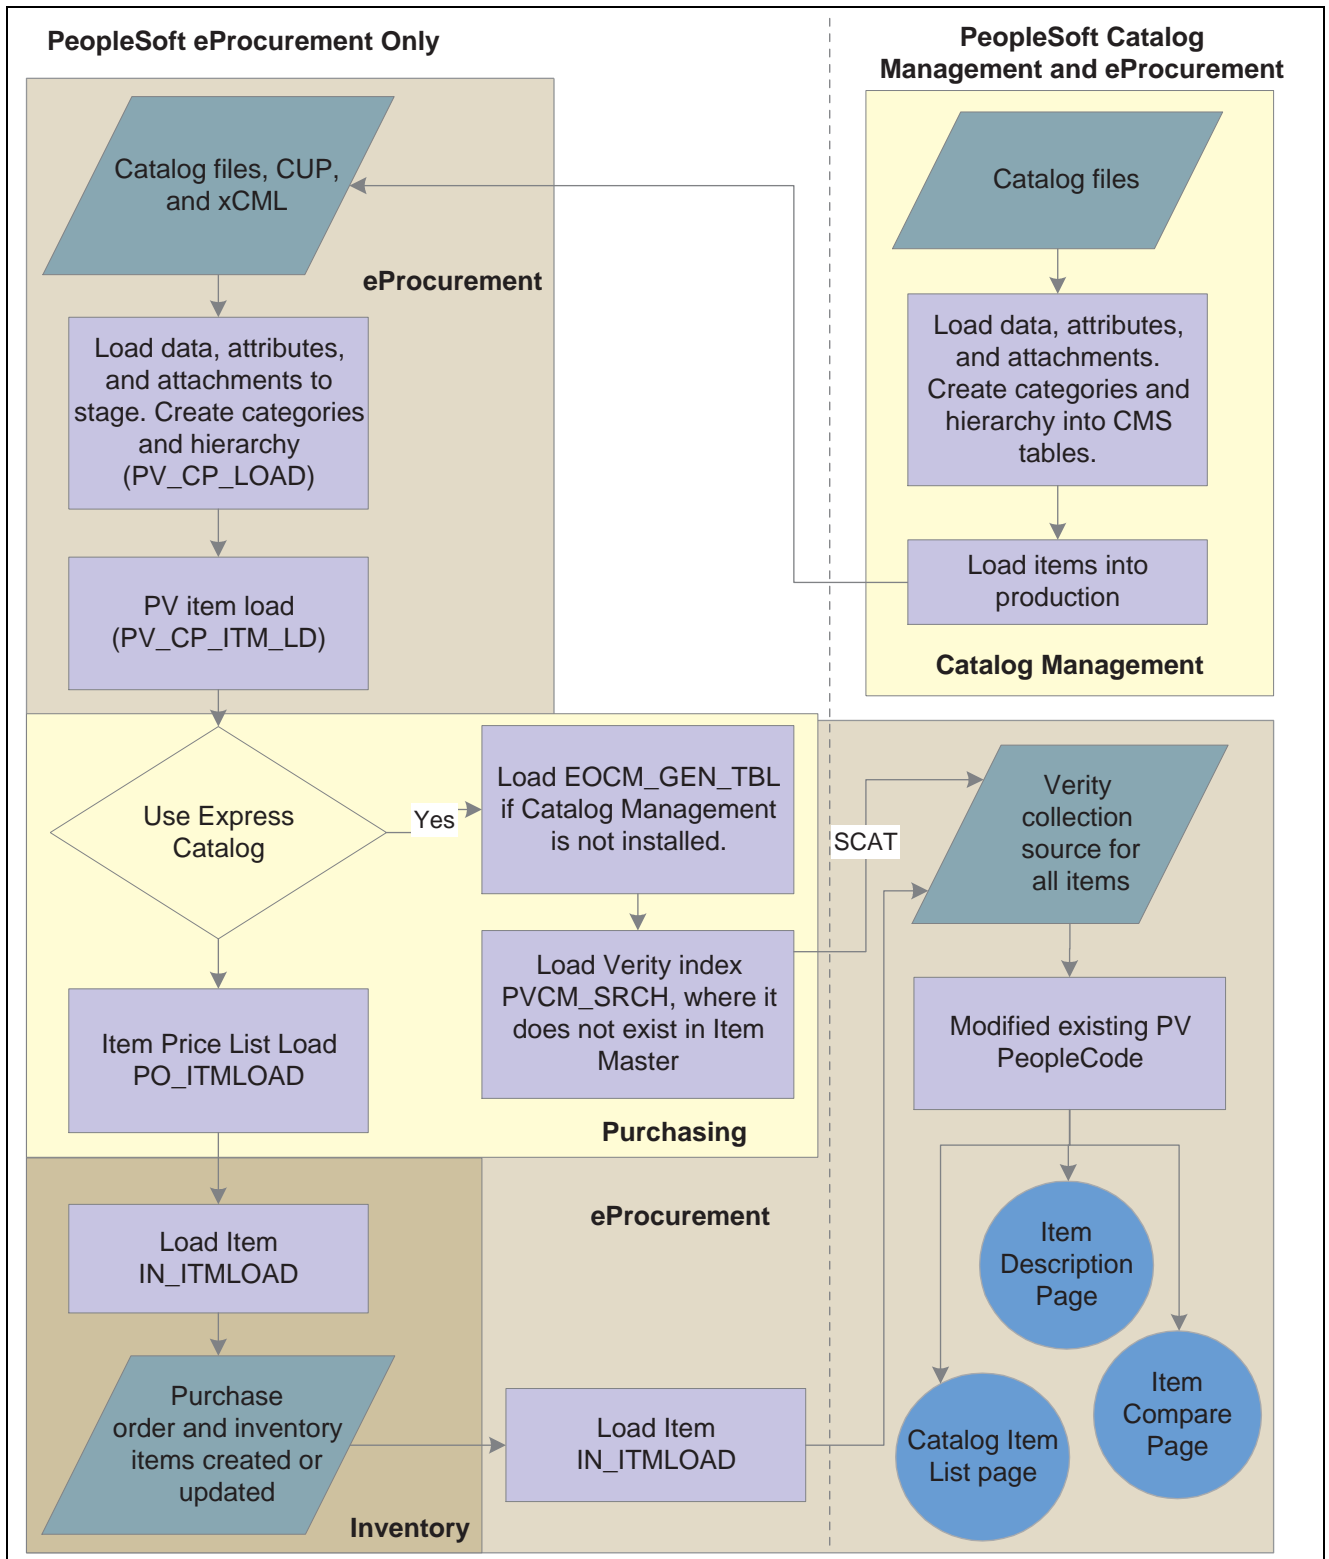 PeopleSoft eProcurement Only
PeopleSoft Catalog
Management and eProcurement
Catalog files, CUP,
and xCML
eProcurement
Load data, attributes,
and attachments to
stage. Create categories
and hierarchy
(PV_CP_LOAD)
PV item load
(PV_CP_ITM_LD)
Catalog files
Load data, attributes,
and attachments.
Create categories and
hierarchy into CMS
tables.
Load items into
production
Catalog Management
Use Express
Catalog
Yes
Load EOCM_GEN_TBL
if Catalog Management
is not installed.
Load Verity index
PVCM_SRCH, where it
does not exist in Item
Master
SCAT
Item Price List Load
PO_ITMLOAD
Purchasing
Verity
collection
source for
all items
Modified existing PV
PeopleCode
Load Item
IN_ITMLOAD
eProcurement
Purchase
order and inventory
items created or
updated
Inventory
Load Item
IN_ITMLOAD
Item
Description
Page
Item
Compare
Page
Catalog Item
List page